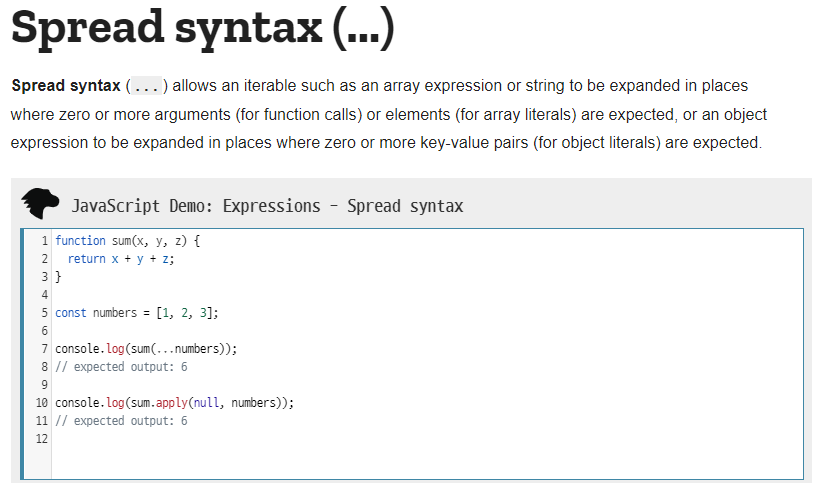 Spread syntax (...)
Spread syntax (...) allows an iterable such as an array expression or string to be expanded in places
where zero or more arguments (for function calls) or elements (for array literals) are expected, or an object
expression to be expanded in places where zero or more key-value pairs (for object literals) are expected.
JavaScript Demo: Expressions - Spread syntax
1 function sum(x, y, z) {
2   return x + y + z;
3 }
4
5 const numbers = [1, 2, 3];
6
7 console.log(sum(...numbers));
8 // expected output: 6
9
10 console.log(sum.apply(null, numbers));
11 // expected output: 6
12